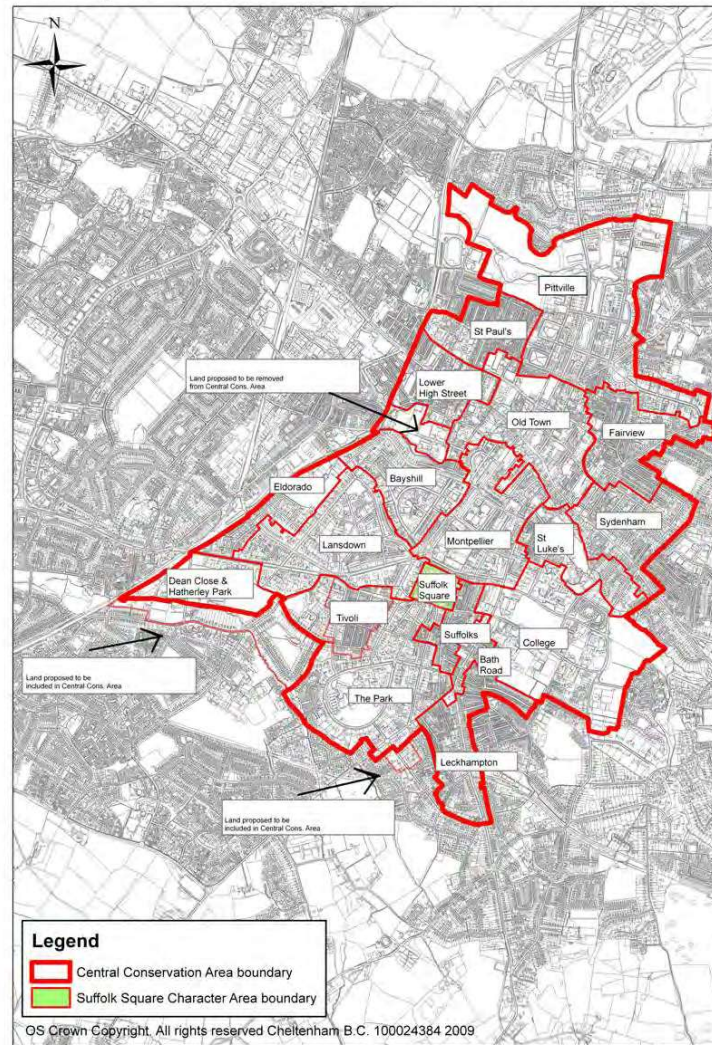 N
Pittville
St Paul's
Land proposed to be removed
from Central Cons. Area
Lower
High Street
Old Town
Fairview
Bayshill
Eldorado
Sydenham
Lansdown
Montpellier
St
Luke's
Dean Close &
Hatherley Park
Suffolk
Square
Tivoli
Suffolks
College
Bath
Road
Land proposed to be
included in Central Cons. Area
The Park
Leckhampton
Land proposed to be
included in Central Cons. Area
Legend
Central Conservation Area boundary
Suffolk Square Character Area boundary
OS Crown Copyright. All rights reserved Cheltenham B.C. 100024384 2009